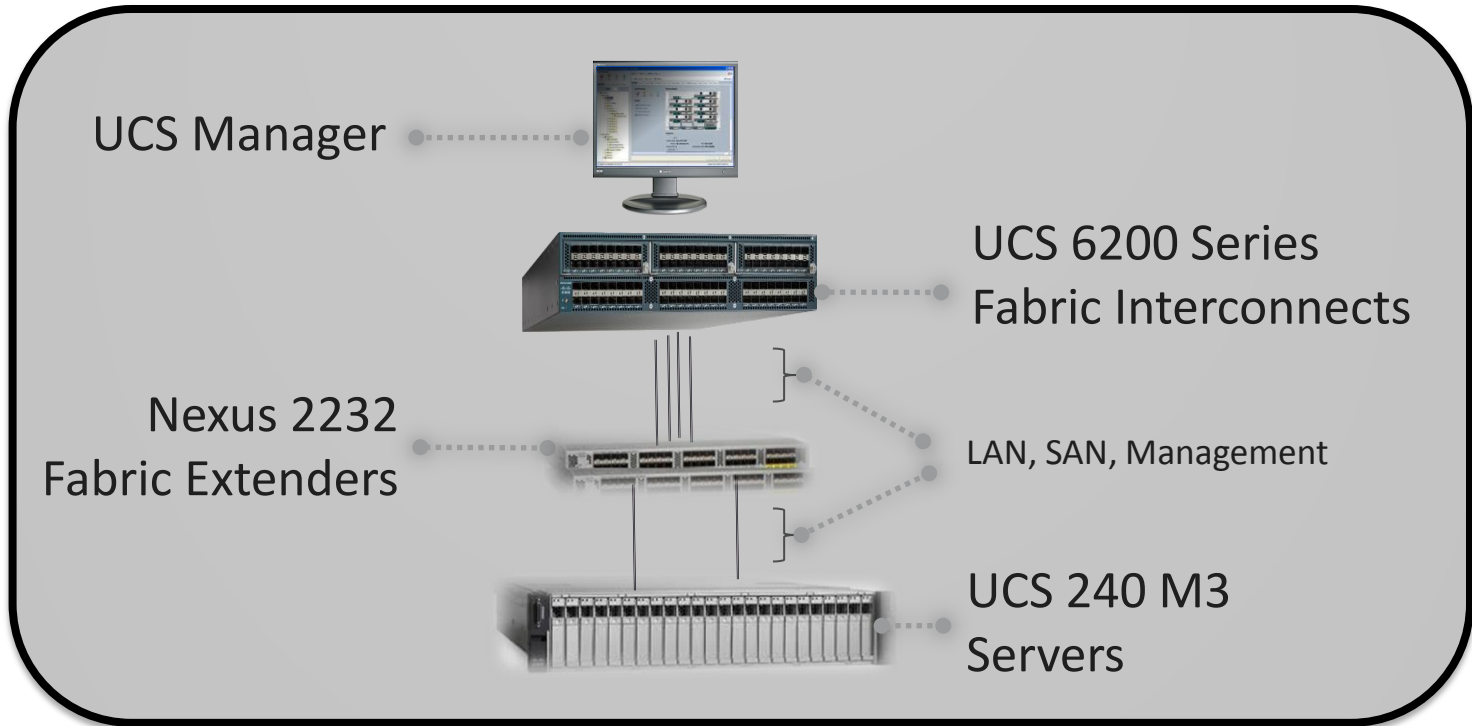 UCS Manager
UCS 6200 Series
Fabric Interconnects
Nexus 2232
Fabric Extenders
LAN, SAN, Management
UCS 240 M3
Servers